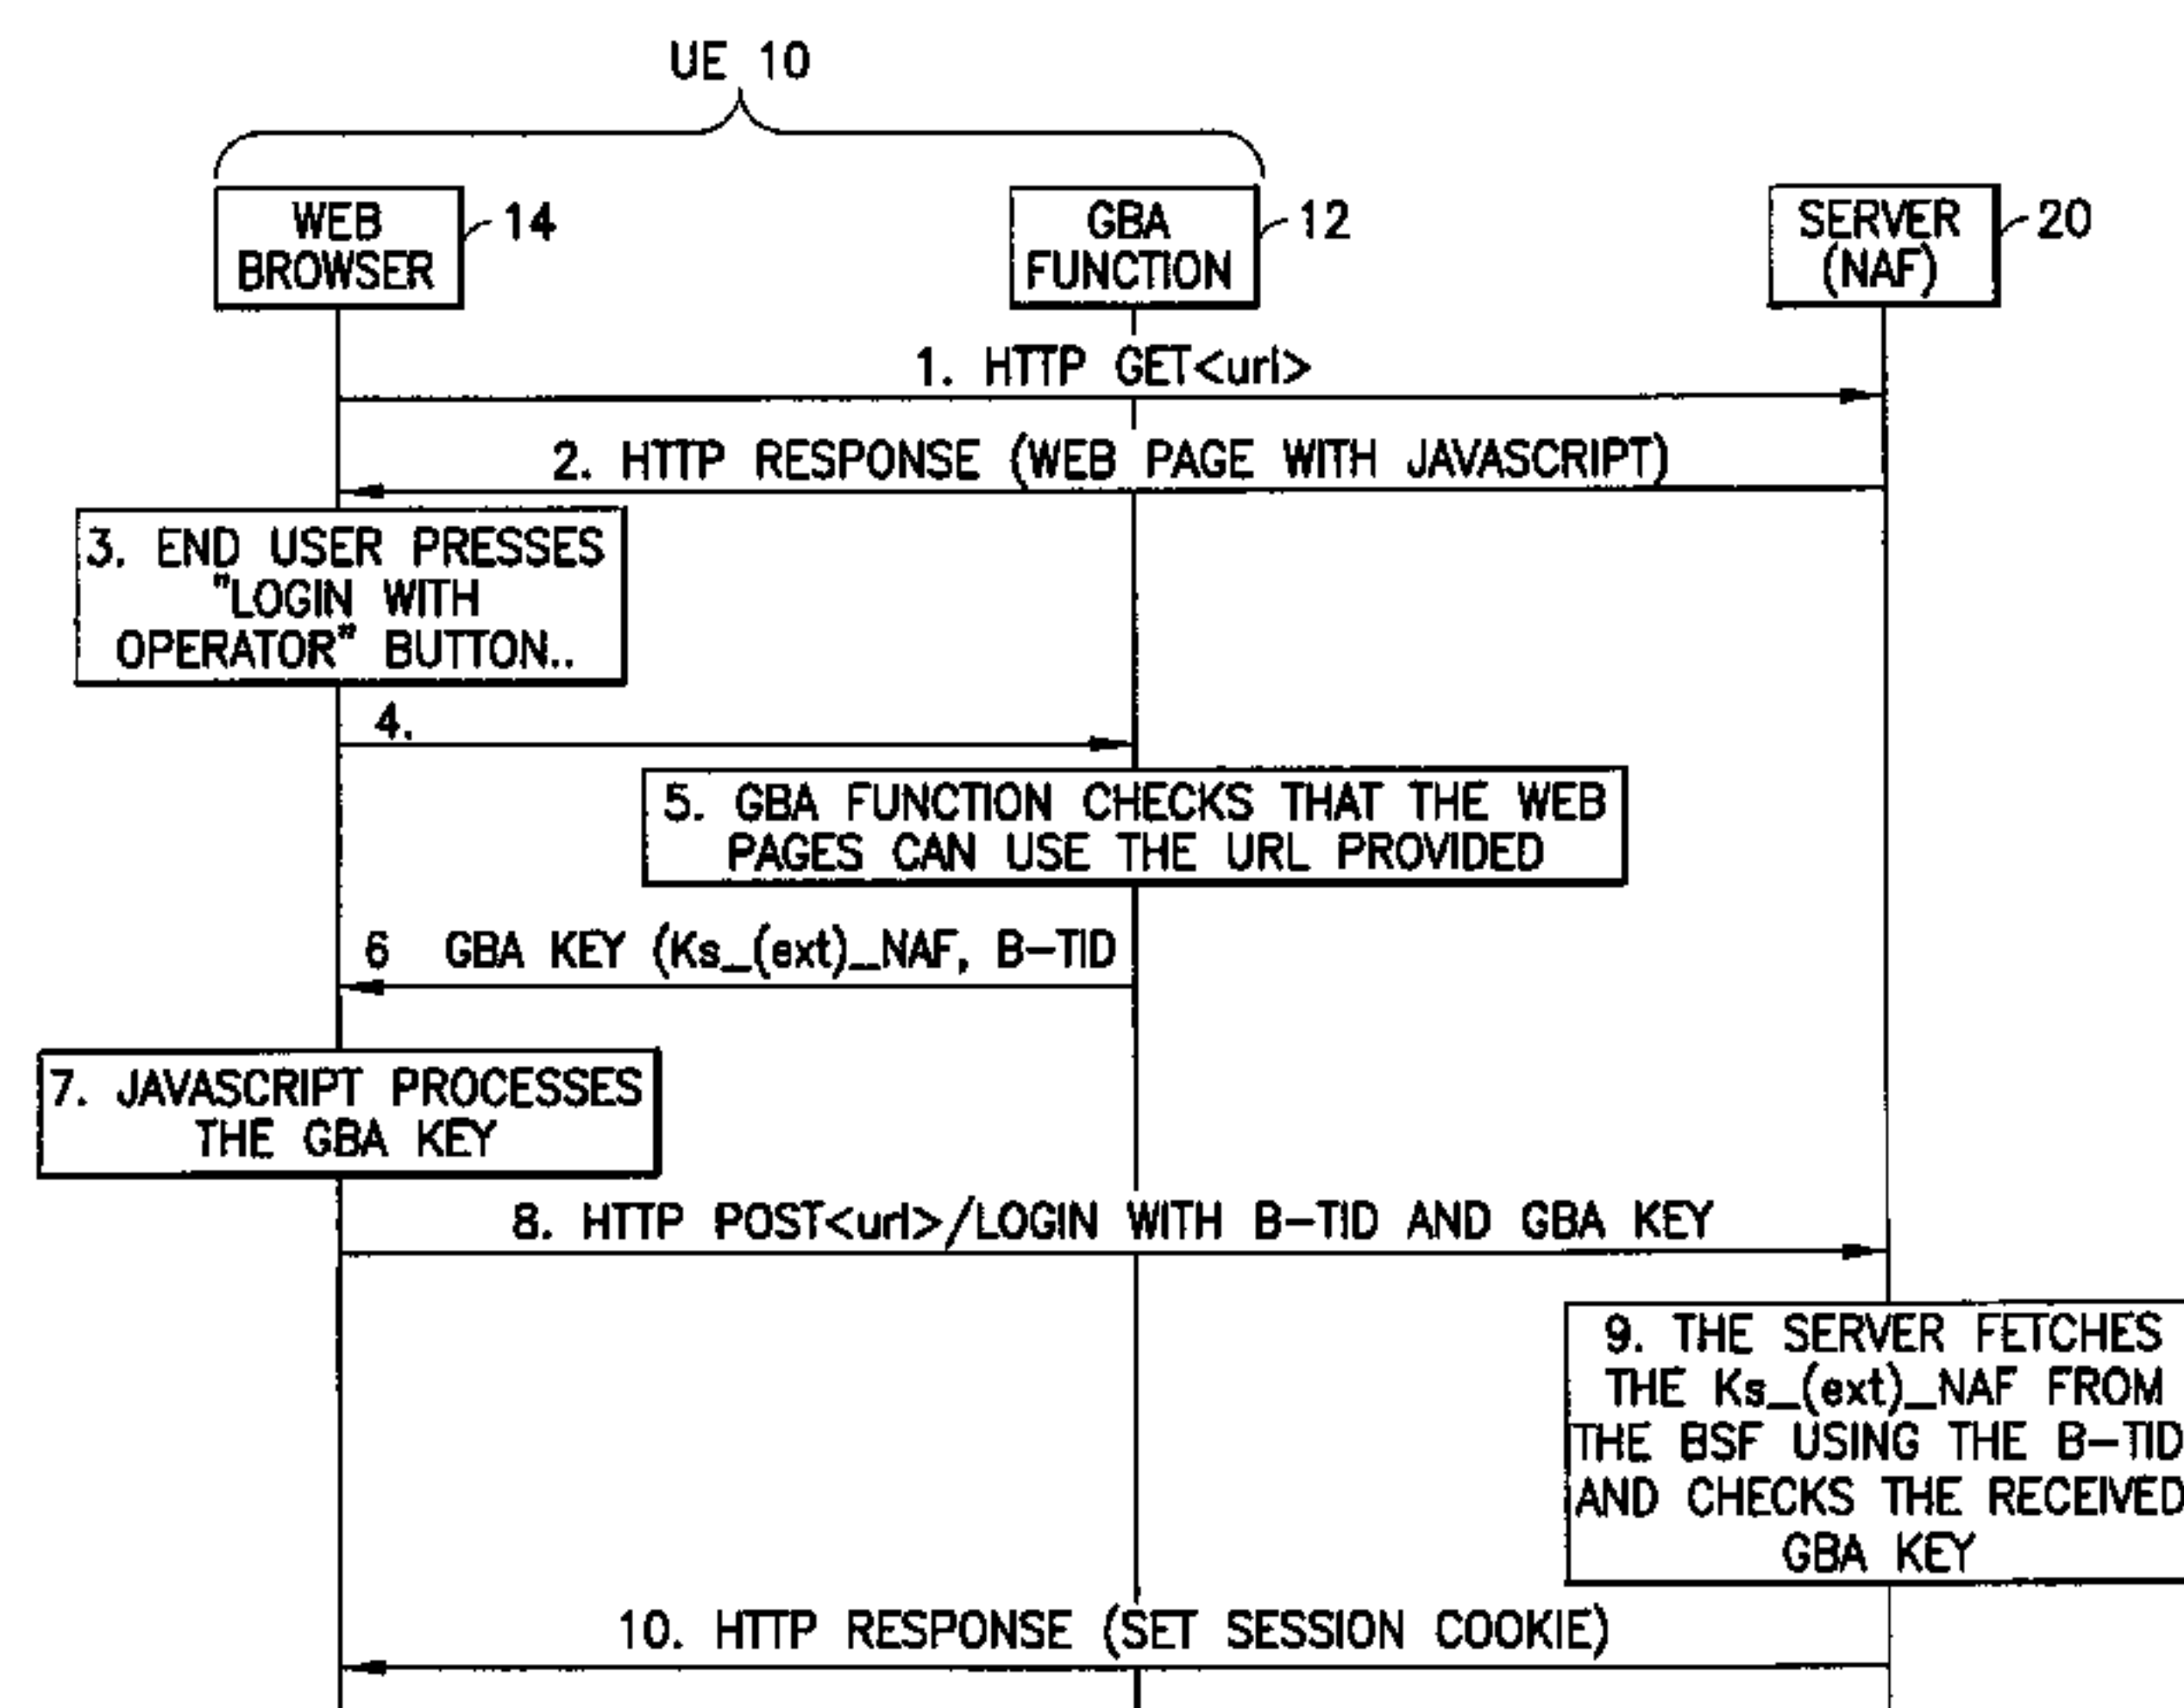 UE 10
WEB
BROWSER
14
GBA
FUNCTION
12
SERVER
(NAF)
20
1. HTTP GET<url>
2. HTTP RESPONSE (WEB PAGE WITH JAVASCRIPT)
3. END USER PRESSES
"LOGIN WITH
OPERATOR" BUTTON..
4.
5. GBA FUNCTION CHECKS THAT THE WEB
PAGES CAN USE THE URL PROVIDED
6 GBA KEY (Ks_(ext)_NAF, B-TID
7. JAVASCRIPT PROCESSES
THE GBA KEY
8. HTTP POST<url>/LOGIN WITH B-TID AND GBA KEY
9. THE SERVER FETCHES
THE Ks_(ext)_NAF FROM
THE BSF USING THE B-TID
AND CHECKS THE RECEIVED
GBA KEY
10. HTTP RESPONSE (SET SESSION COOKIE)